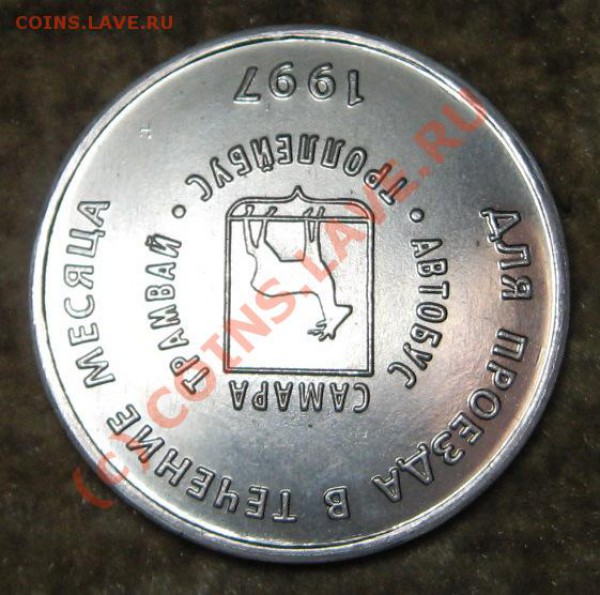 COINS.LAVE.RU
ДЛЯ ПРОЕЗДА В ТЕЧЕНИЕ МЕСЯЦА
1997
АВТОБУС • ТРОЛЛЕЙБУС • ТРАМВАЙ
САМАРА
(c) COINS.LAVE.RU